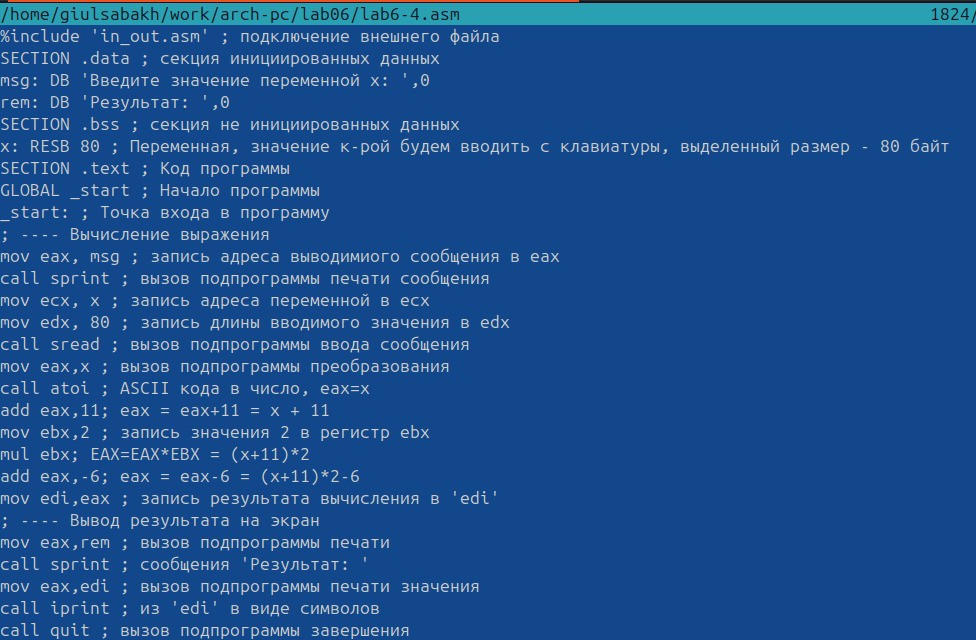 /home/giulsabakh/work/arch-pc/lab06/lab6-4.asm 1824/
%include 'in_out.asm' ; подключение внешнего файла
SECTION .data ; секция инициированных данных
msg: DB 'Введите значение переменной x: ',0
rem: DB 'Результат: ',0
SECTION .bss ; секция не инициированных данных
x: RESB 80 ; Переменная, значение к-рой будем вводить с клавиатуры, выделенный размер - 80 байт
SECTION .text ; Код программы
GLOBAL _start ; Начало программы
_start: ; Точка входа в программу
; ---- Вычисление выражения
mov eax, msg ; запись адреса выводимиого сообщения в eax
call sprint ; вызов подпрограммы печати сообщения
mov ecx, x ; запись адреса переменной в ecx
mov edx, 80 ; запись длины вводимого значения в edx
call sread ; вызов подпрограммы ввода сообщения
mov eax,x ; вызов подпрограммы преобразования
call atoi ; ASCII кода в число, eax=x
add eax,11; eax = eax+11 = x + 11
mov ebx,2 ; запись значения 2 в регистр ebx
mul ebx; EAX=EAX*EBX = (x+11)*2
add eax,-6; eax = eax-6 = (x+11)*2-6
mov edi,eax ; запись результата вычисления в 'edi'
; ---- Вывод результата на экран
mov eax,rem ; вызов подпрограммы печати
call sprint ; сообщения 'Результат: '
mov eax,edi ; вызов подпрограммы печати значения
call iprint ; из 'edi' в виде символов
call quit ; вызов подпрограммы завершения